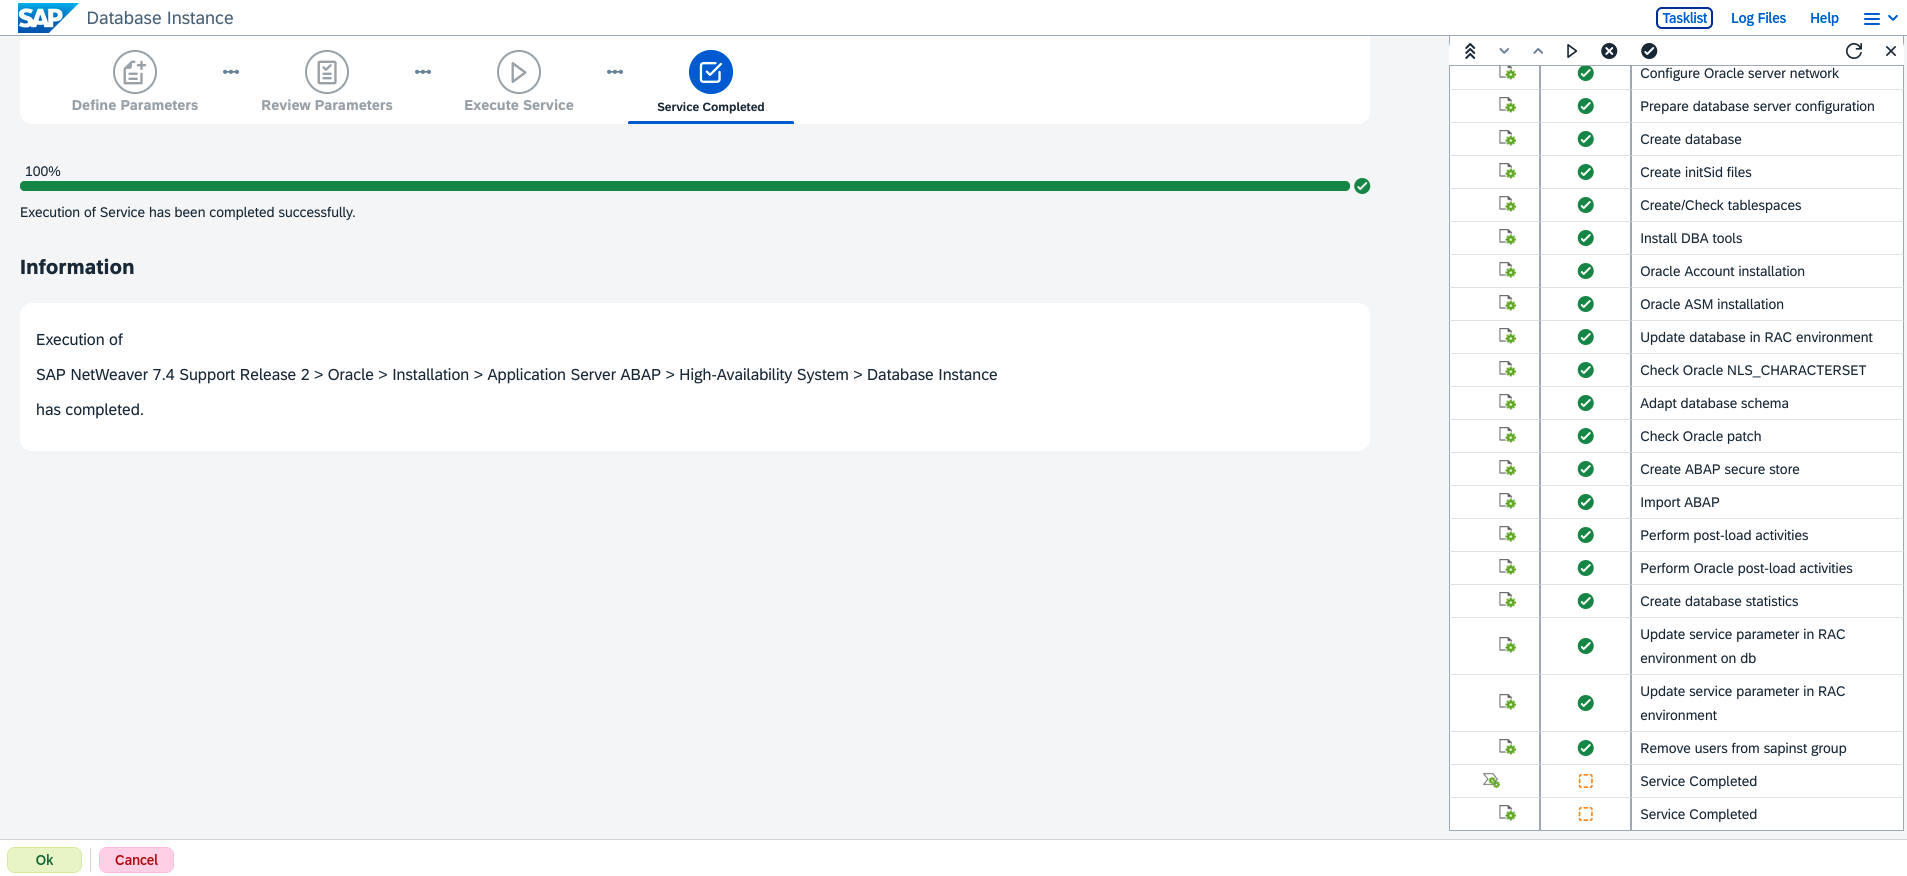 SAP Database Instance
Tasklist Log Files Help
Define Parameters Review Parameters Execute Service Service Completed
100%
Execution of Service has been completed successfully.
Information
Execution of
SAP NetWeaver 7.4 Support Release 2 > Oracle > Installation > Application Server ABAP > High-Availability System > Database Instance
has completed.
Configure Oracle server network
Prepare database server configuration
Create database
Create initSid files
Create/Check tablespaces
Install DBA tools
Oracle Account installation
Oracle ASM installation
Update database in RAC environment
Check Oracle NLS_CHARACTERSET
Adapt database schema
Check Oracle patch
Create ABAP secure store
Import ABAP
Perform post-load activities
Perform Oracle post-load activities
Create database statistics
Update service parameter in RAC
environment on db
Update service parameter in RAC
environment
Remove users from sapinst group
Service Completed
Service Completed
Ok Cancel